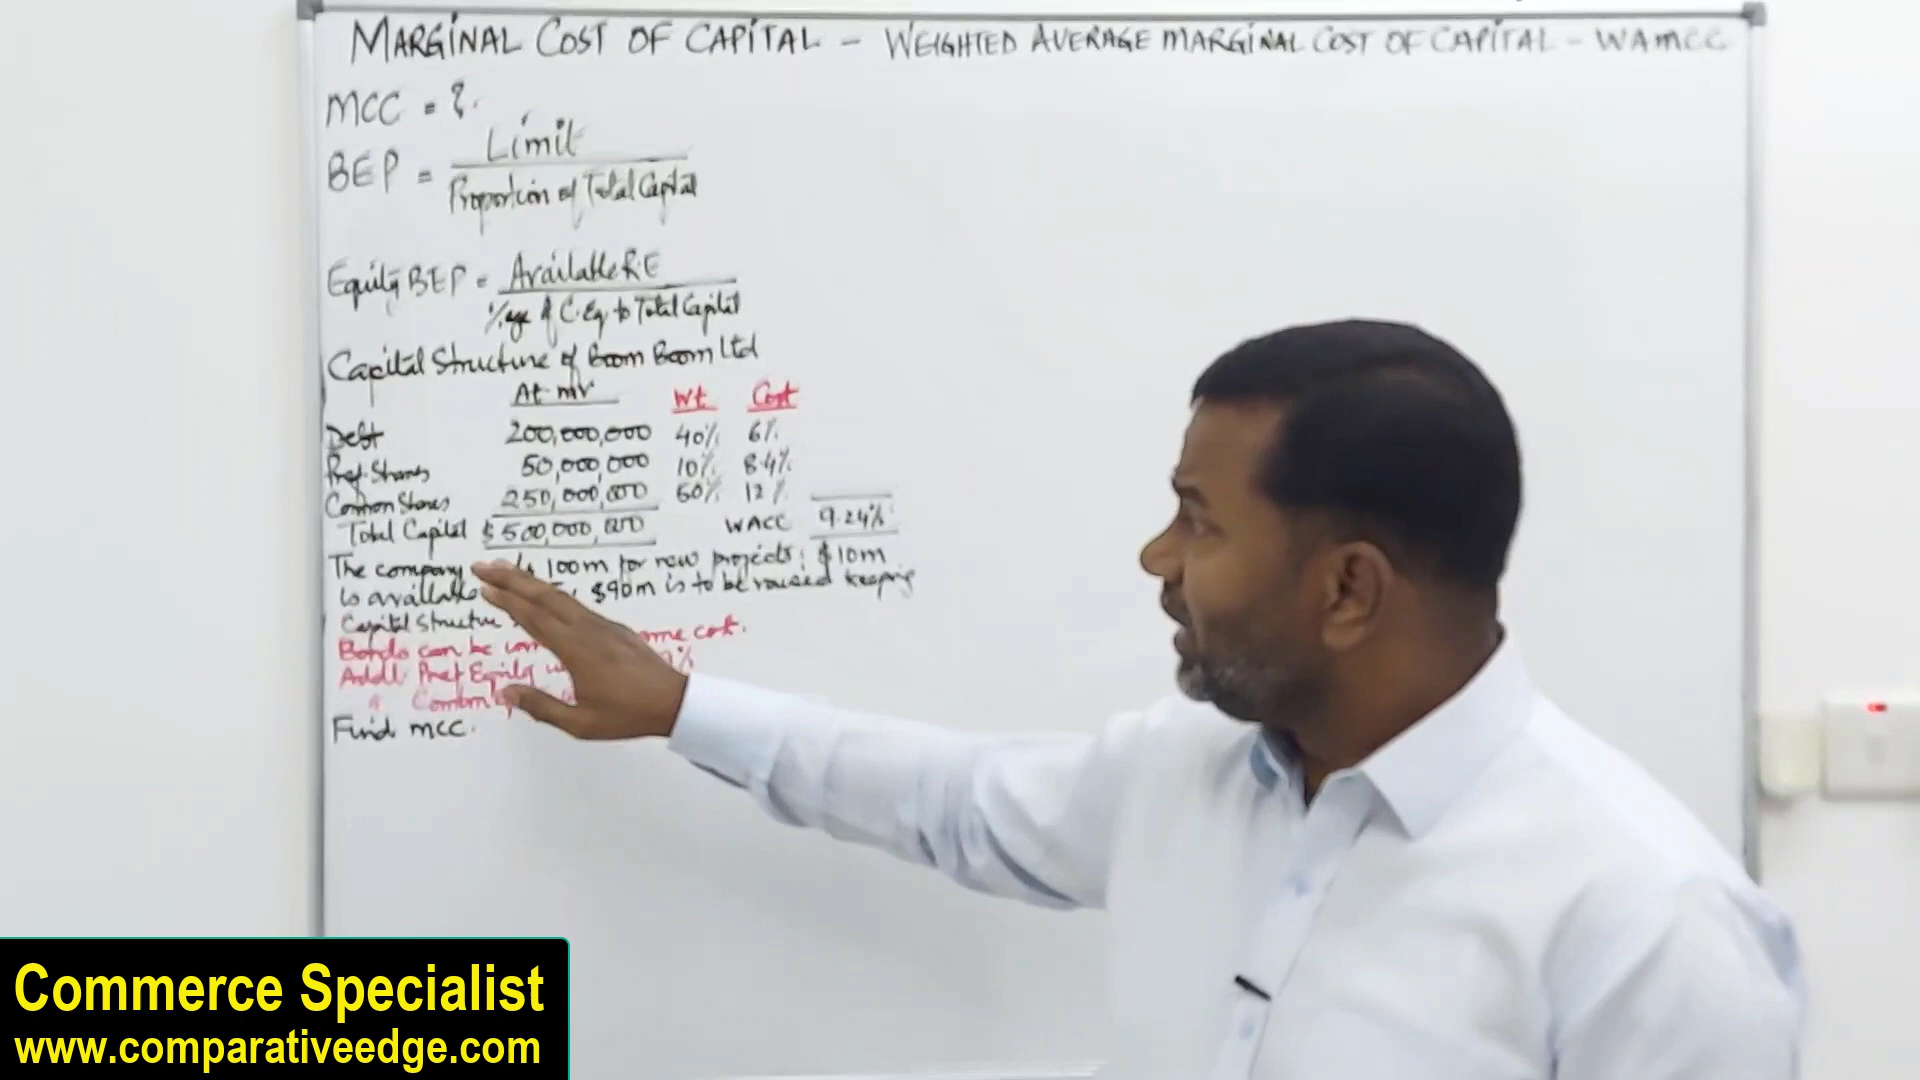 MARGINAL COST OF CAPITAL – WEIGHTED AVERAGE MARGINAL COST OF CAPITAL – WAMCC
MCC = ?.
BEP = Limit
Proportion of Total Capital
Equity BEP = Available R.E
%age of C.Eq to Total Capital
Capital Structure of Boom Boom Ltd
At mv Wt Cost
Debt 200,000,000 40% 6%
Pref. Shares 50,000,000 10% 8.4%
Common Shares 250,000,000 50% 12%
Total Capital $500,000,000 WACC 9.24%
The company 100m for new projects; $10m
is available $90m is to be raised keeping
Capital Structure
Bonds can be same cost.
Addl. Pref Equity %
" Common
Find MCC.
Commerce Specialist
www.comparativeedge.com